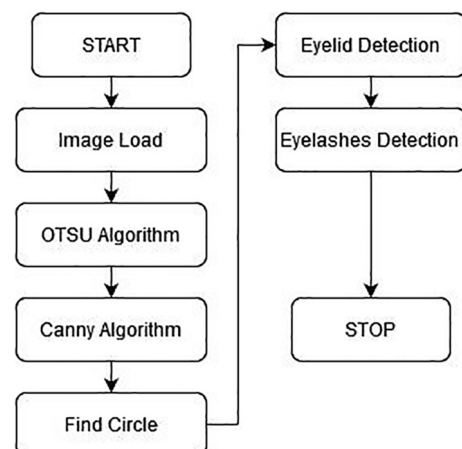 START
Image Load
OTSU Algorithm
Canny Algorithm
Find Circle
Eyelid Detection
Eyelashes Detection
STOP